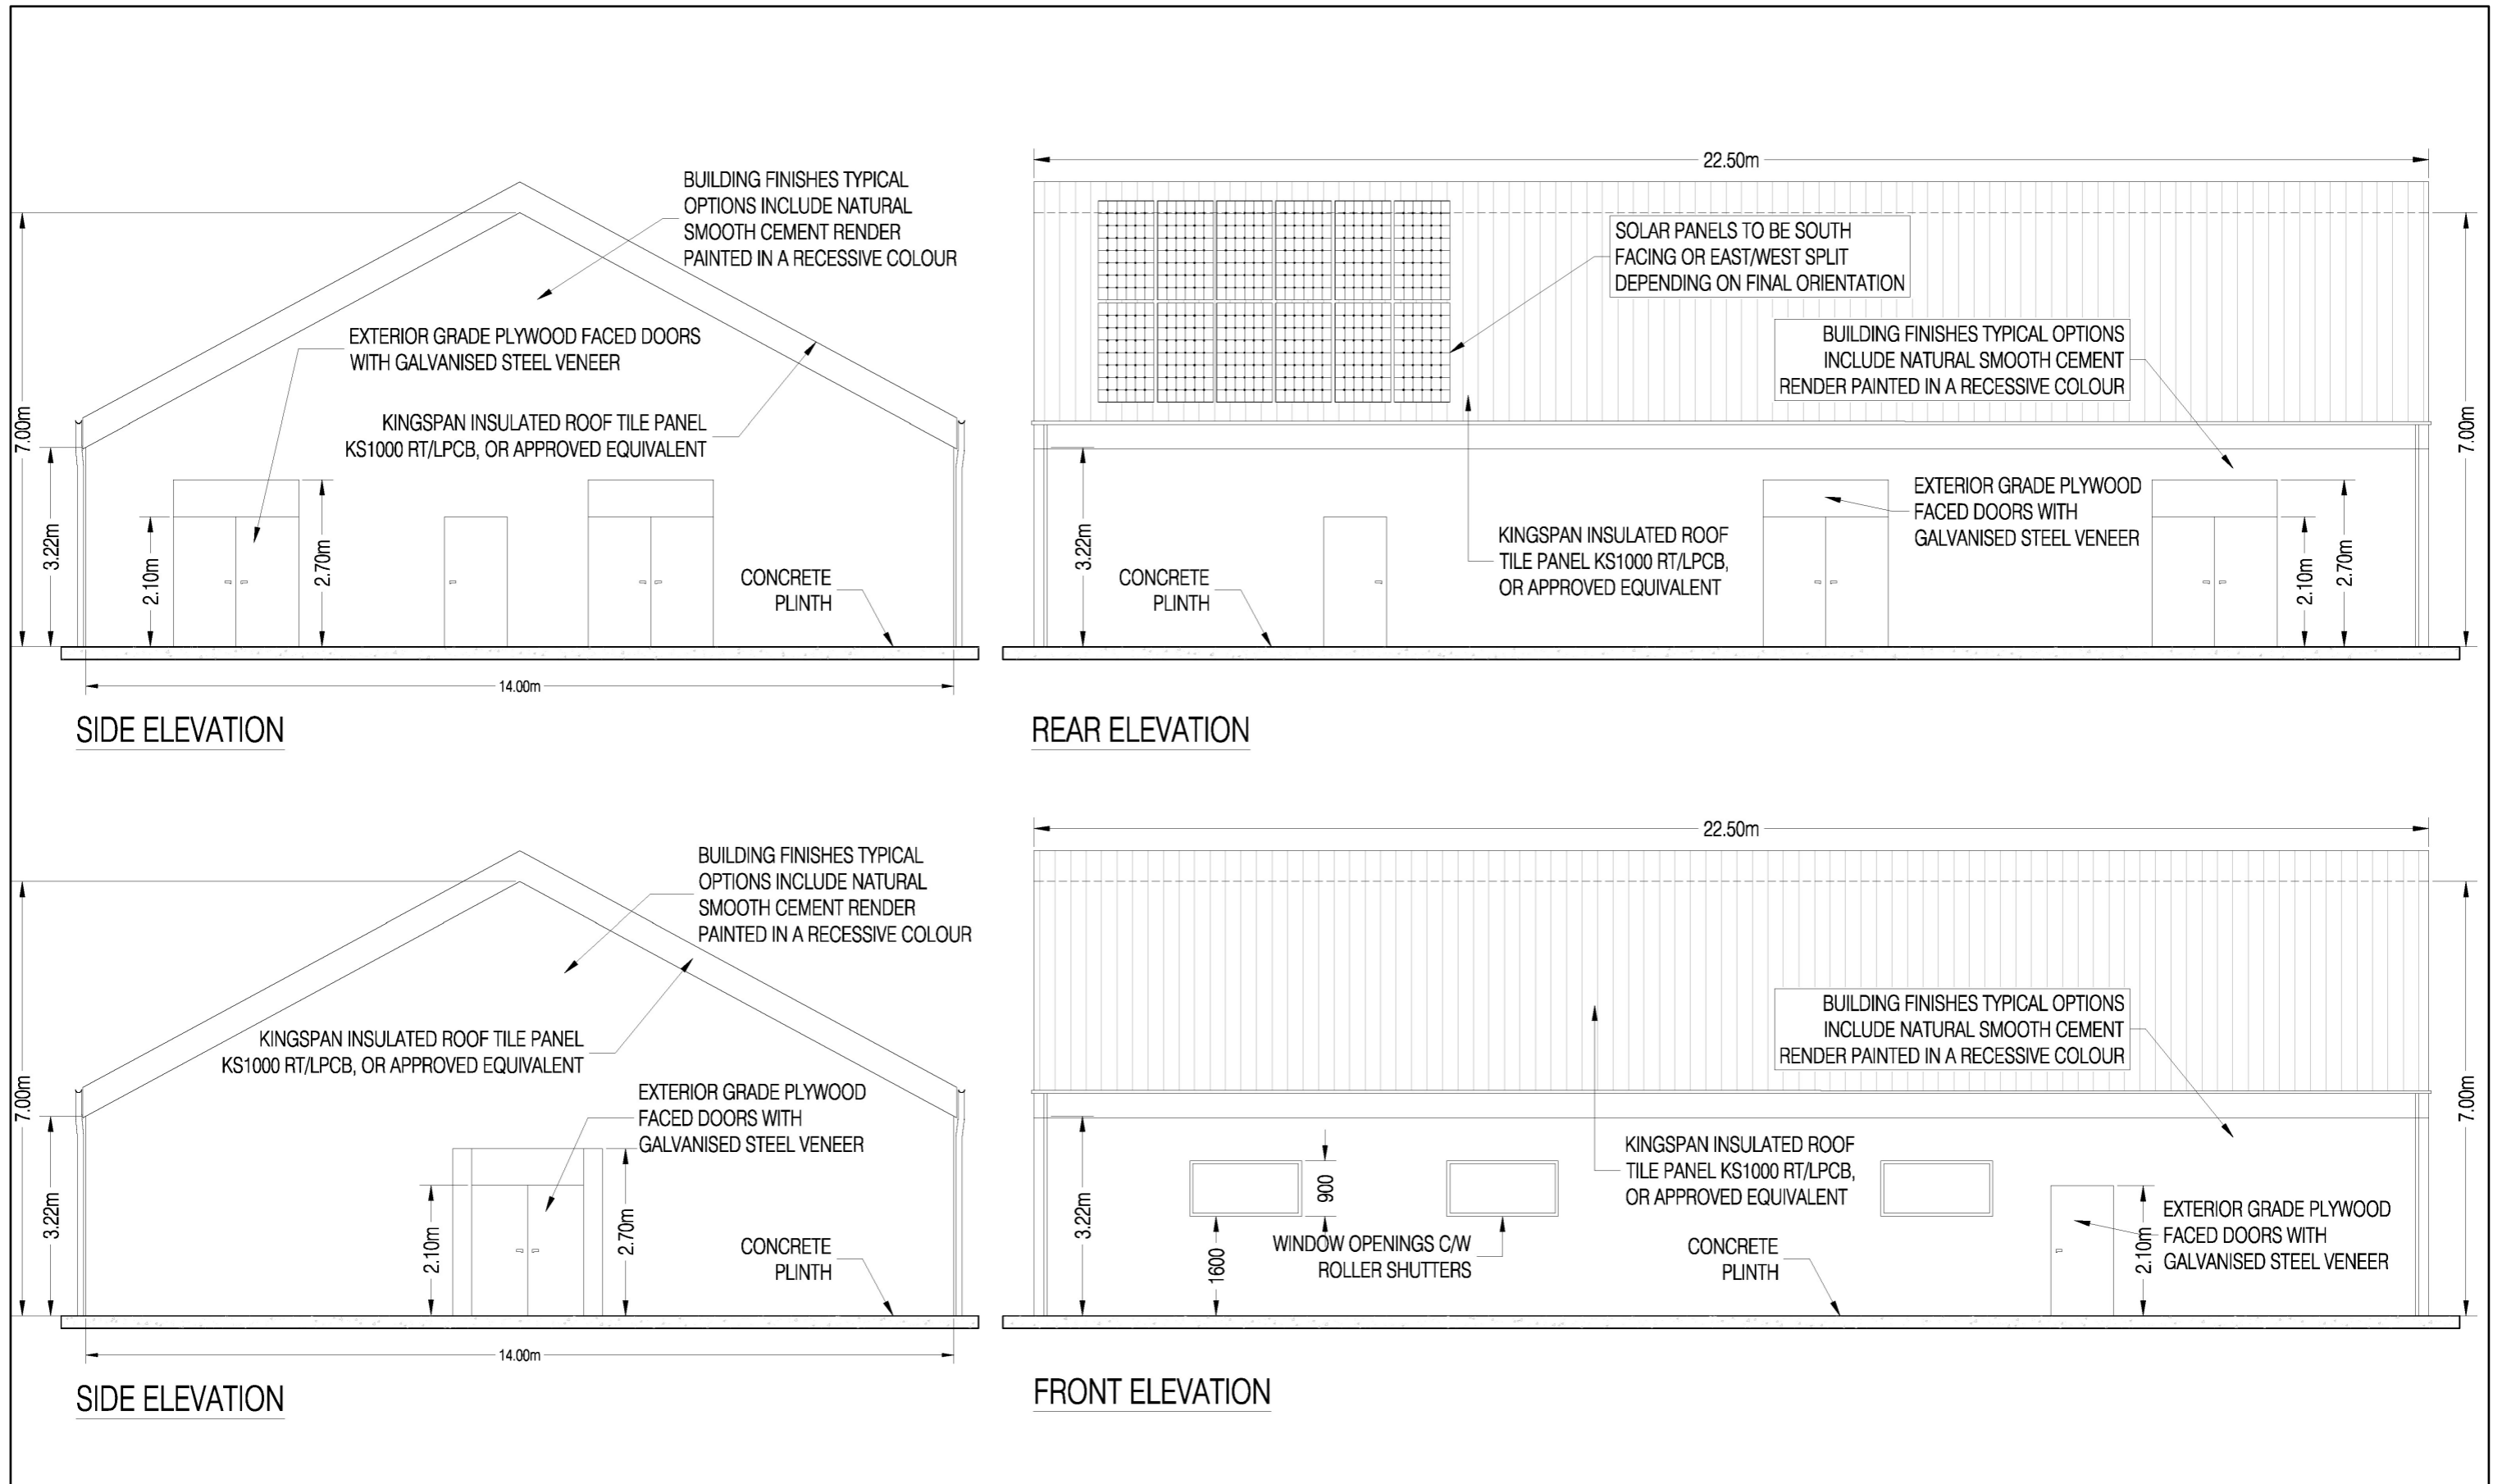 BUILDING FINISHES TYPICAL
OPTIONS INCLUDE NATURAL
SMOOTH CEMENT RENDER
PAINTED IN A RECESSIVE COLOUR
EXTERIOR GRADE PLYWOOD FACED DOORS
WITH GALVANISED STEEL VENEER
KINGSPAN INSULATED ROOF TILE PANEL
KS1000 RT/LPCB, OR APPROVED EQUIVALENT
7.00m
3.22m
2.10m
2.70m
CONCRETE
PLINTH
14.00m
SIDE ELEVATION
22.50m
SOLAR PANELS TO BE SOUTH
FACING OR EAST/WEST SPLIT
DEPENDING ON FINAL ORIENTATION
BUILDING FINISHES TYPICAL OPTIONS
INCLUDE NATURAL SMOOTH CEMENT
RENDER PAINTED IN A RECESSIVE COLOUR
7.00m
EXTERIOR GRADE PLYWOOD
FACED DOORS WITH
GALVANISED STEEL VENEER
KINGSPAN INSULATED ROOF
TILE PANEL KS1000 RT/LPCB,
OR APPROVED EQUIVALENT
3.22m
CONCRETE
PLINTH
2.10m
2.70m
REAR ELEVATION
BUILDING FINISHES TYPICAL
OPTIONS INCLUDE NATURAL
SMOOTH CEMENT RENDER
PAINTED IN A RECESSIVE COLOUR
KINGSPAN INSULATED ROOF TILE PANEL
KS1000 RT/LPCB, OR APPROVED EQUIVALENT
EXTERIOR GRADE PLYWOOD
FACED DOORS WITH
GALVANISED STEEL VENEER
7.00m
3.22m
2.10m
2.70m
CONCRETE
PLINTH
14.00m
SIDE ELEVATION
22.50m
BUILDING FINISHES TYPICAL OPTIONS
INCLUDE NATURAL SMOOTH CEMENT
RENDER PAINTED IN A RECESSIVE COLOUR
7.00m
KINGSPAN INSULATED ROOF
TILE PANEL KS1000 RT/LPCB,
OR APPROVED EQUIVALENT
3.22m
900
1600
WINDOW OPENINGS C/W
ROLLER SHUTTERS
CONCRETE
PLINTH
2.10m
EXTERIOR GRADE PLYWOOD
FACED DOORS WITH
GALVANISED STEEL VENEER
FRONT ELEVATION